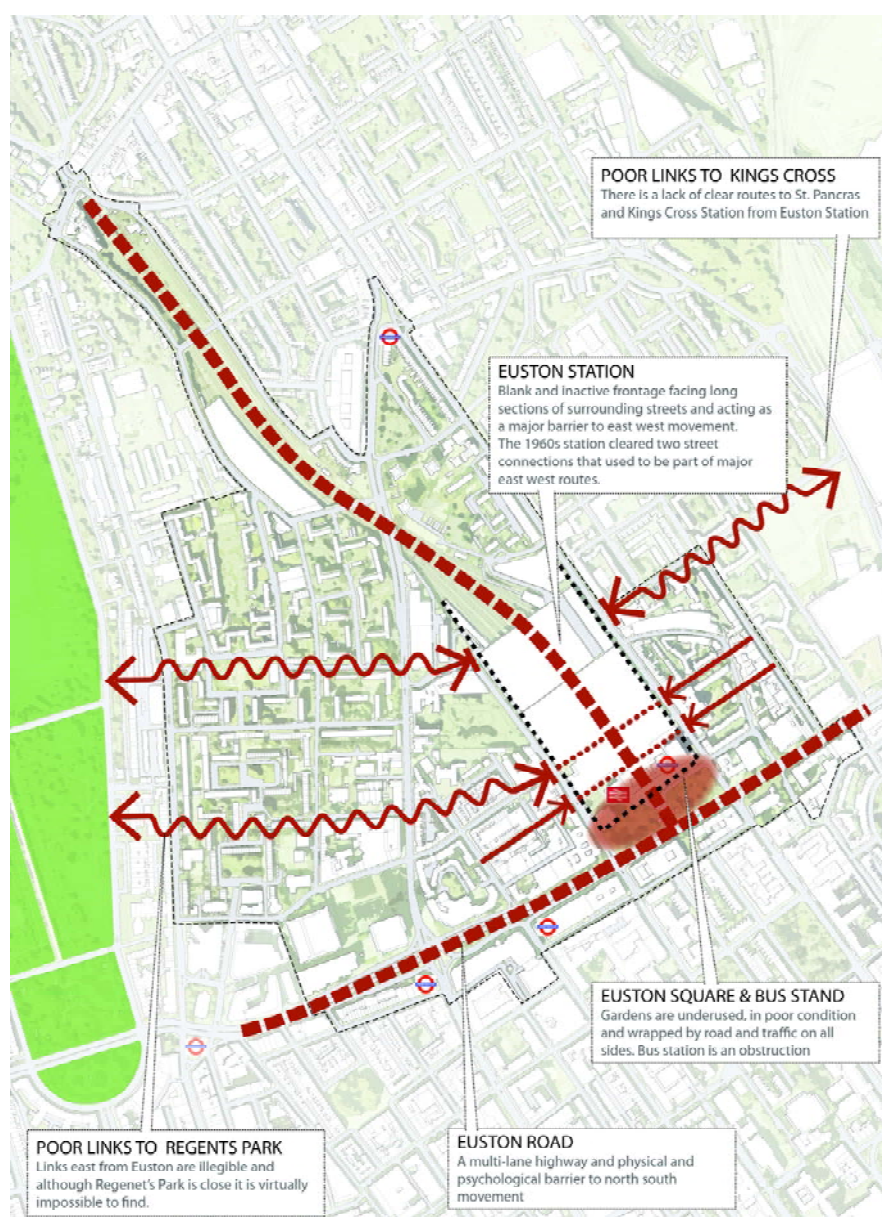 POOR LINKS TO KINGS CROSS
There is a lack of clear routes to St. Pancras
and Kings Cross Station from Euston Station
EUSTON STATION
Blank and inactive frontage facing long
sections of surrounding streets and acting as
a major barrier to east west movement.
The 1960s station cleared two street
connections that used to be part of major
east west routes.
EUSTON SQUARE & BUS STAND
Gardens are underused, in poor condition
and wrapped by road and traffic on all
sides. Bus station is an obstruction
POOR LINKS TO REGENTS PARK
Links east from Euston are illegible and
although Regenet's Park is close it is virtually
impossible to find.
EUSTON ROAD
A multi-lane highway and physical and
psychological barrier to north south
movement